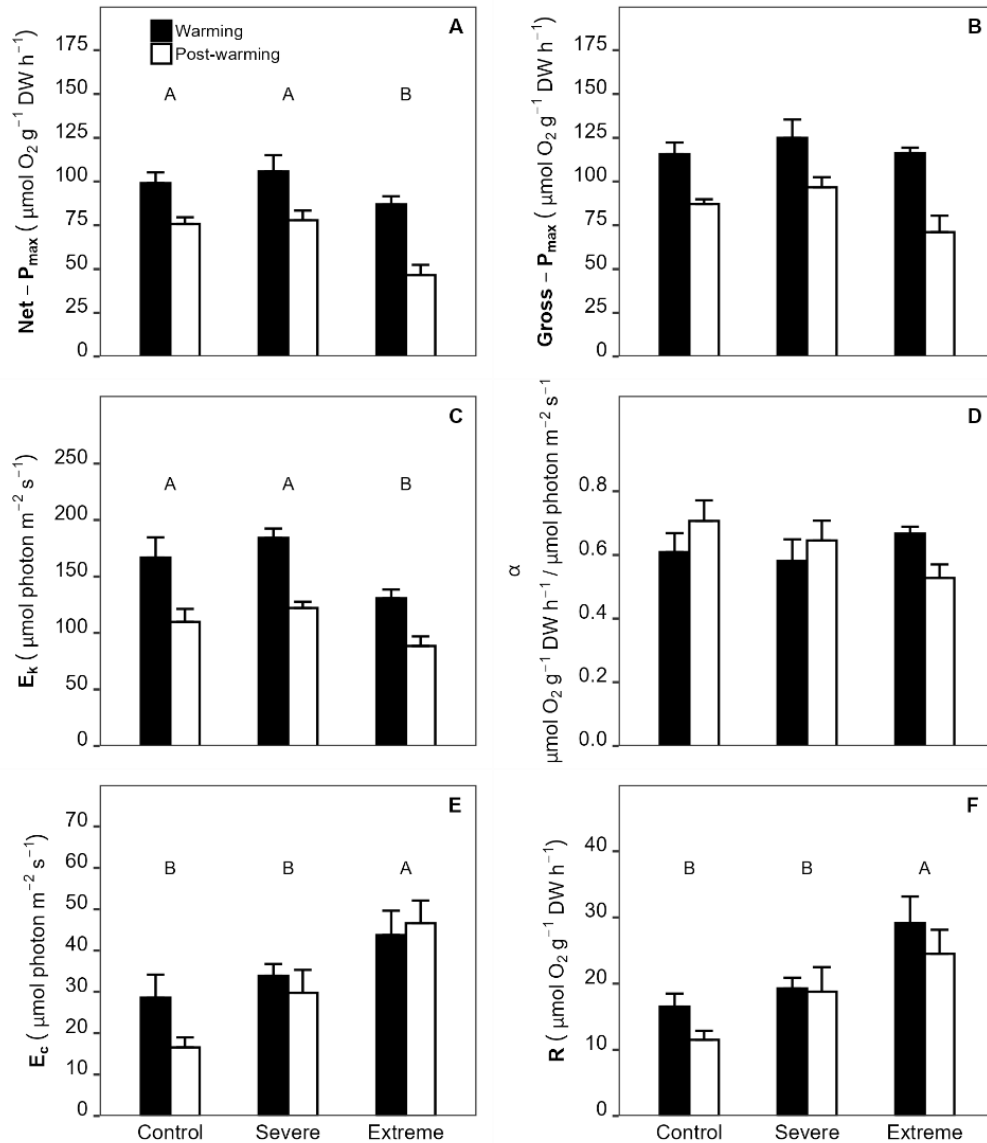 A
Warming
Post-warming
A A B
175
150
125
100
75
50
25
0
Net – Pmax ( μmol O₂ g⁻¹ DW h⁻¹)
B
175
150
125
100
75
50
25
0
Gross – Pmax ( μmol O₂ g⁻¹ DW h⁻¹)
C
A A B
250
200
150
100
50
0
Eₖ ( μmol photon m⁻² s⁻¹)
D
0.8
0.6
0.4
0.2
0.0
α
μmol O₂ g⁻¹ DW h⁻¹ / μmol photon m⁻² s⁻¹
E
B B A
70
60
50
40
30
20
10
0
E꜀ ( μmol photon m⁻² s⁻¹)
Control Severe Extreme
F
B B A
40
30
20
10
0
R ( μmol O₂ g⁻¹ DW h⁻¹)
Control Severe Extreme